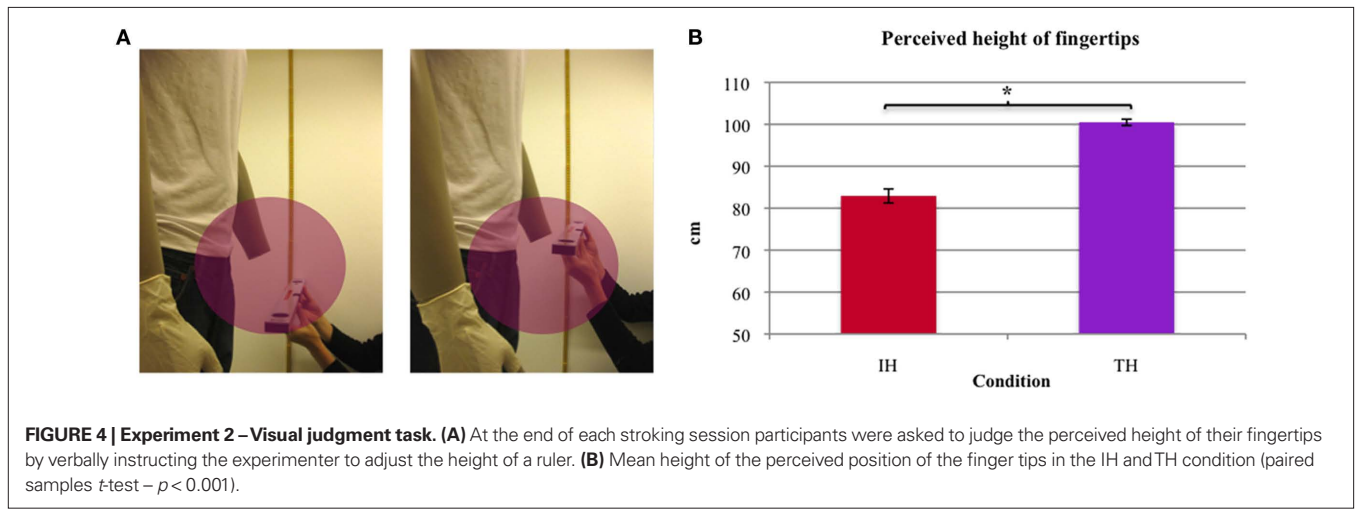 A
B
Perceived height of fingertips
*
110
100
90
80
70
60
50
cm
IH
TH
Condition
FIGURE 4 | Experiment 2 – Visual judgment task. (A) At the end of each stroking session participants were asked to judge the perceived height of their fingertips
by verbally instructing the experimenter to adjust the height of a ruler. (B) Mean height of the perceived position of the finger tips in the IH and TH condition (paired
samples t-test – p < 0.001).